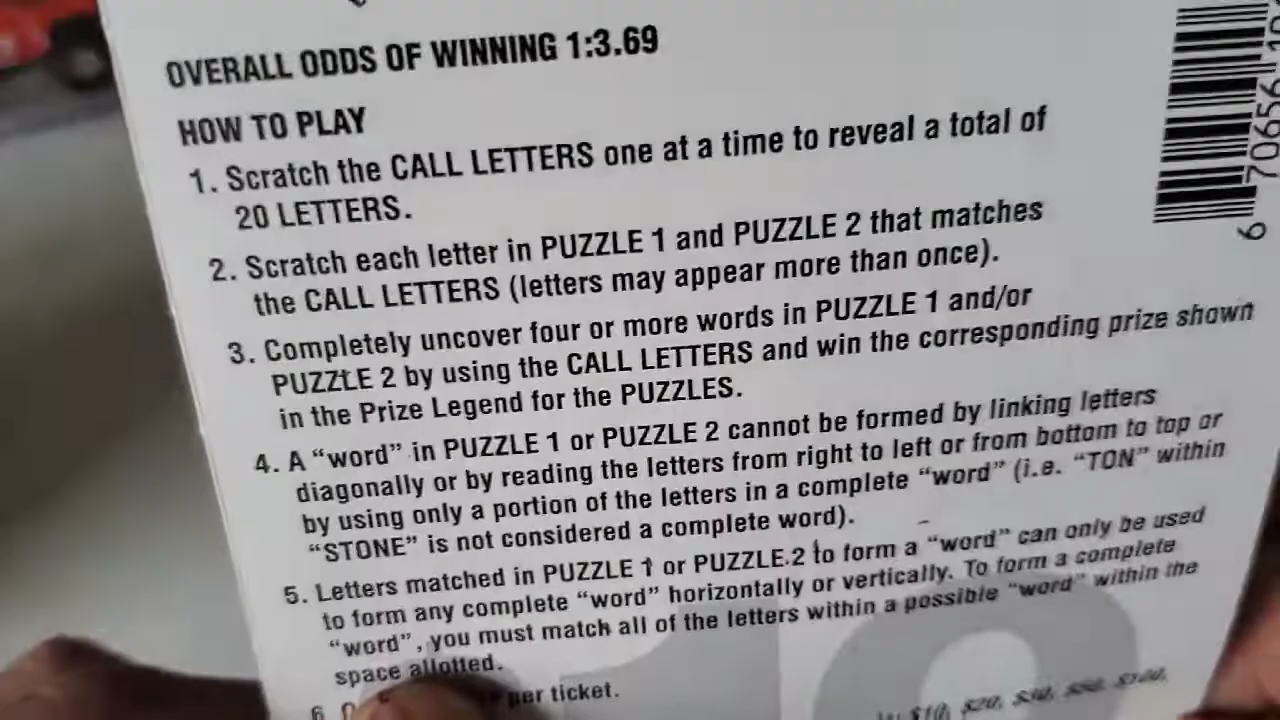 OVERALL ODDS OF WINNING 1:3.69
HOW TO PLAY
1. Scratch the CALL LETTERS one at a time to reveal a total of
20 LETTERS.
2. Scratch each letter in PUZZLE 1 and PUZZLE 2 that matches
the CALL LETTERS (letters may appear more than once).
3. Completely uncover four or more words in PUZZLE 1 and/or
PUZZLE 2 by using the CALL LETTERS and win the corresponding prize shown
in the Prize Legend for the PUZZLES.
4. A “word” in PUZZLE 1 or PUZZLE 2 cannot be formed by linking letters
diagonally or by reading the letters from right to left or from bottom to top or
by using only a portion of the letters in a complete “word” (i.e. “TON” within
“STONE” is not considered a complete word).
5. Letters matched in PUZZLE 1 or PUZZLE 2 to form a “word” can only be used
to form any complete “word” horizontally or vertically. To form a complete
“word”, you must match all of the letters within a possible “word” within the
space allotted.
6 per ticket.
$10, $20, $30, $50, $100,
6 70656